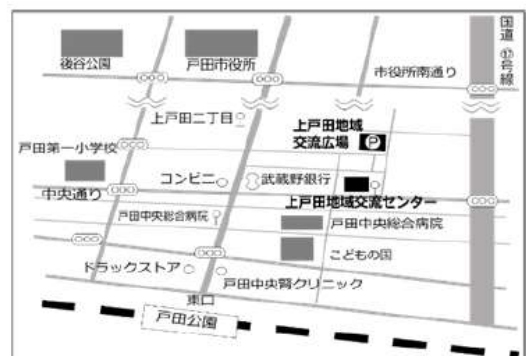 国道⑰号線
後谷公園
戸田市役所
市役所南通り
上戸田二丁目
上戸田地域
交流広場
P
戸田第一小学校
コンビニ
武蔵野銀行
中央通り
上戸田地域交流センター
戸田中央総合病院
戸田中央総合病院
こどもの国
ドラックストア
戸田中央腎クリニック
東口
戸田公園